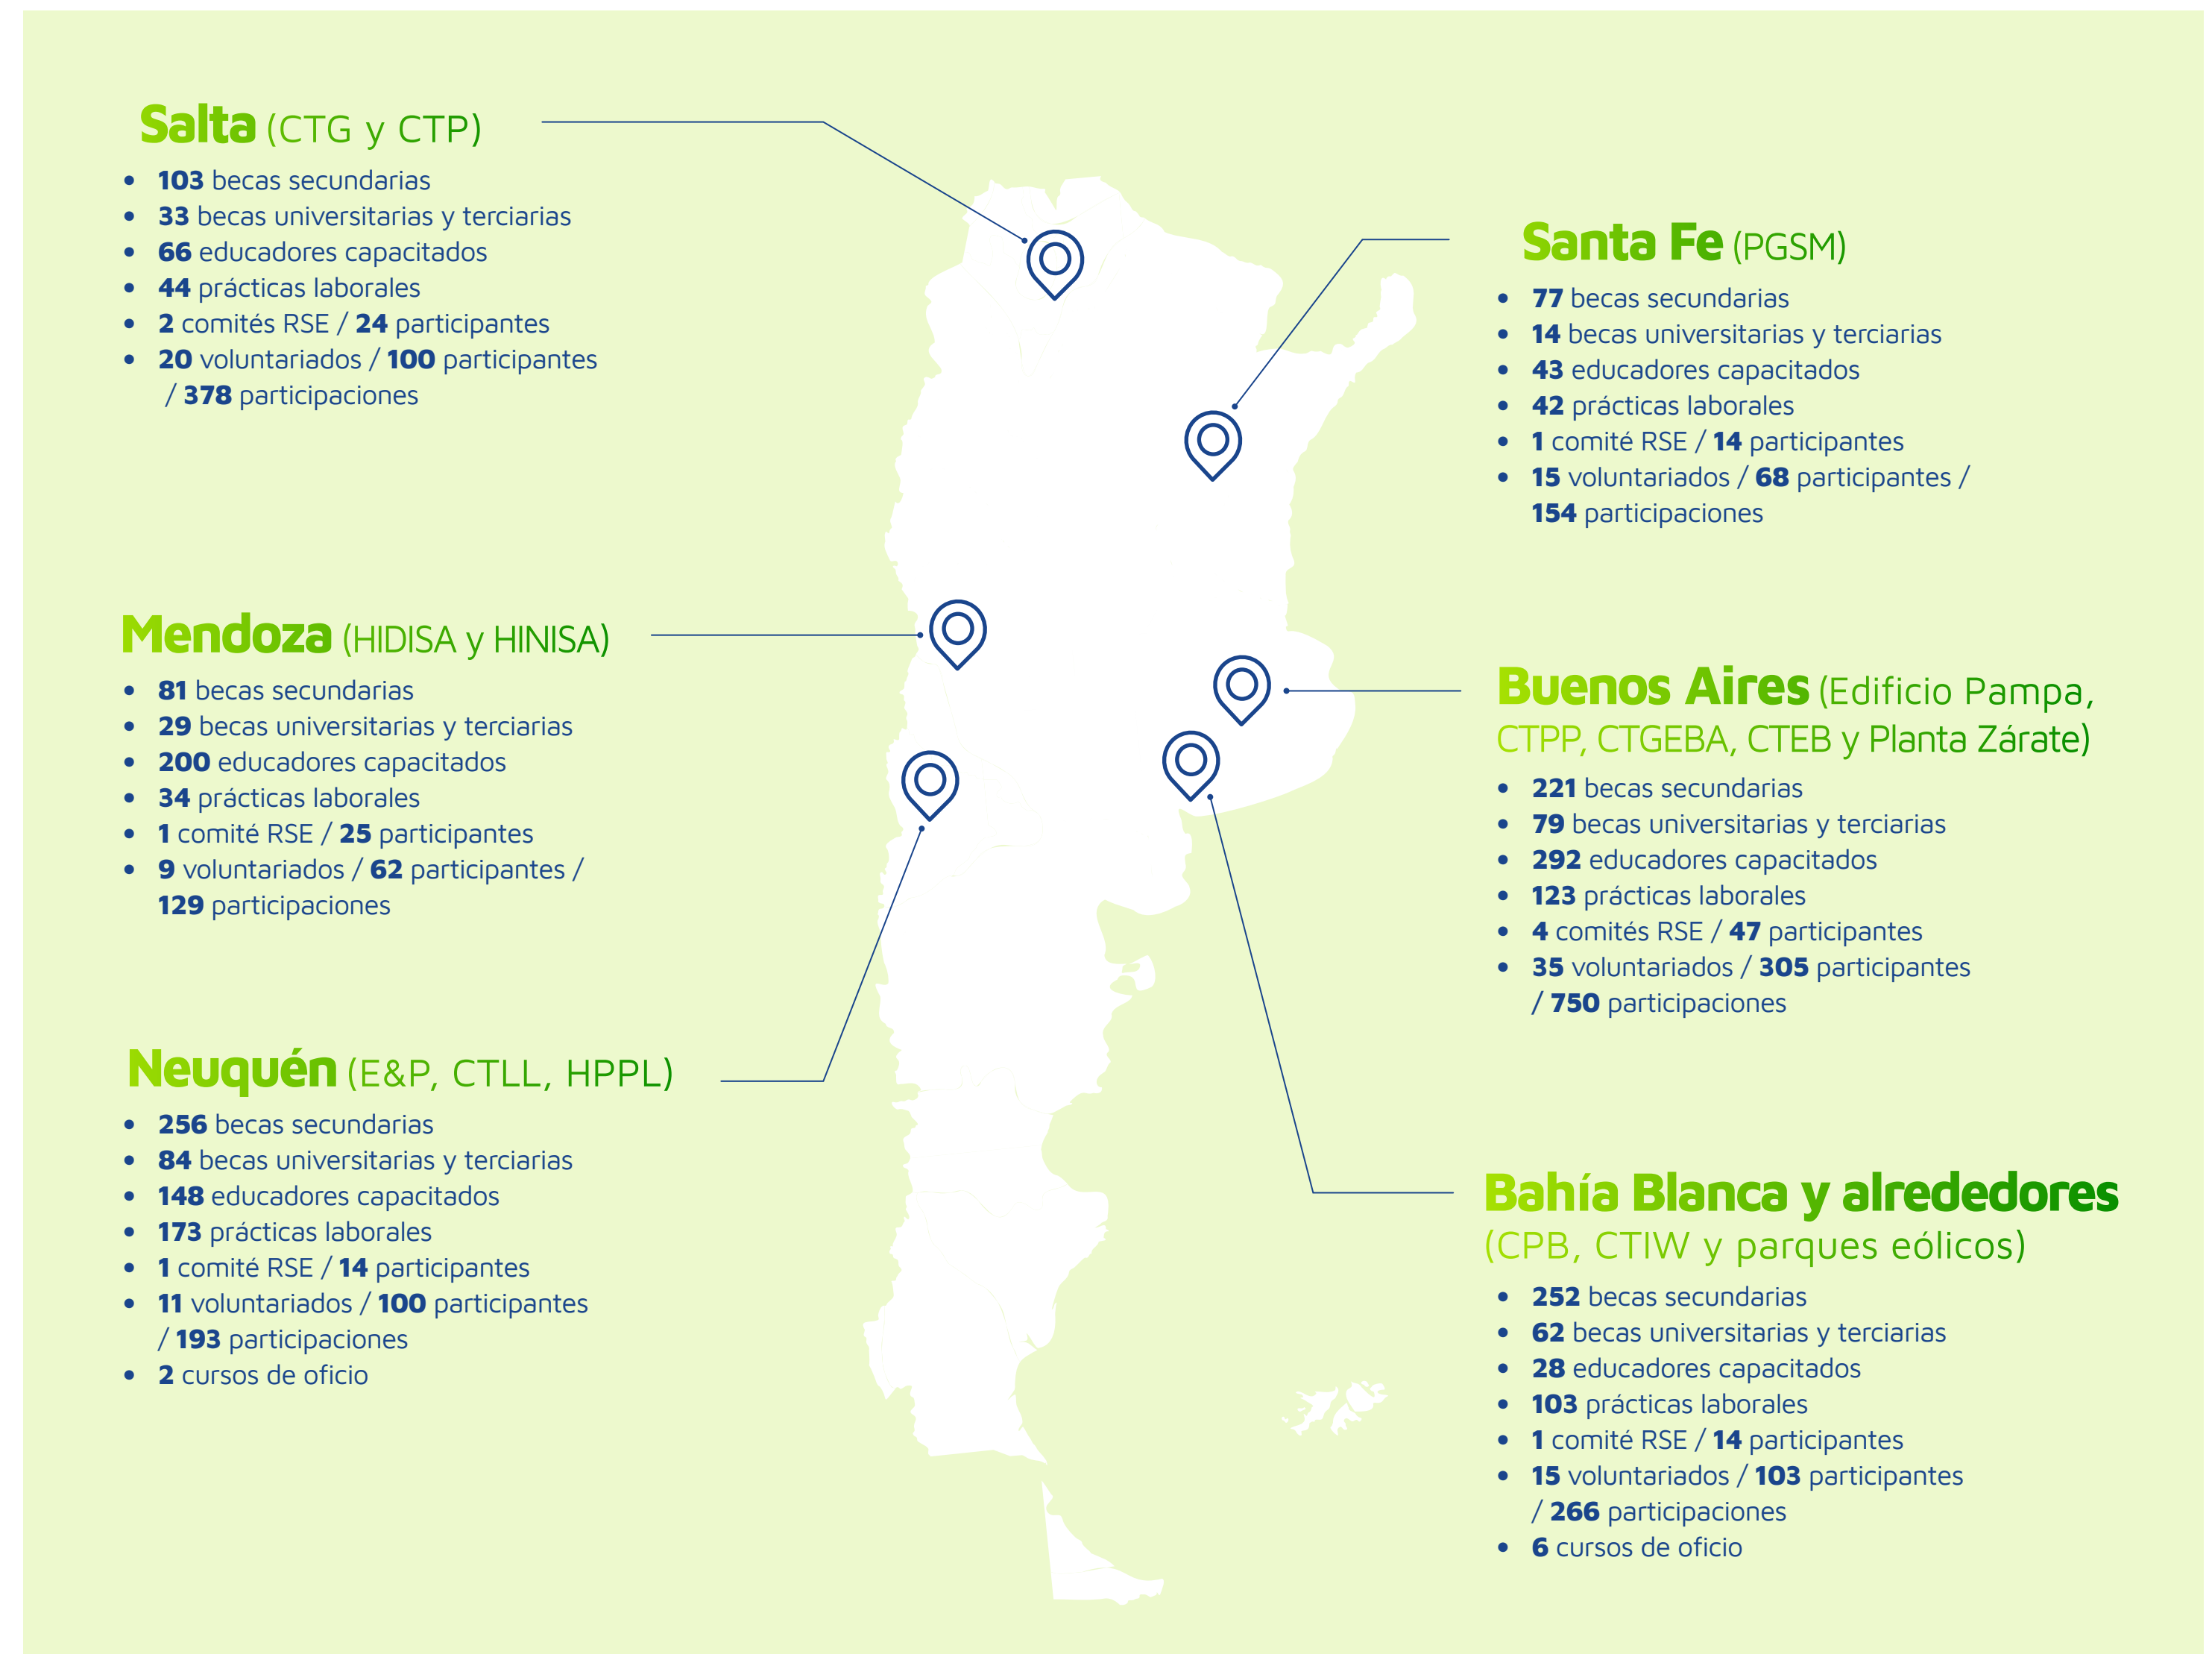 Salta (CTG y CTP)
• 103 becas secundarias
• 33 becas universitarias y terciarias
• 66 educadores capacitados
• 44 prácticas laborales
• 2 comités RSE / 24 participantes
• 20 voluntariados / 100 participantes
/ 378 participaciones
Mendoza (HIDISA y HINISA)
• 81 becas secundarias
• 29 becas universitarias y terciarias
• 200 educadores capacitados
• 34 prácticas laborales
• 1 comité RSE / 25 participantes
• 9 voluntariados / 62 participantes /
129 participaciones
Neuquén (E&P, CTLL, HPPL)
• 256 becas secundarias
• 84 becas universitarias y terciarias
• 148 educadores capacitados
• 173 prácticas laborales
• 1 comité RSE / 14 participantes
• 11 voluntariados / 100 participantes
/ 193 participaciones
• 2 cursos de oficio
Santa Fe (PGSM)
• 77 becas secundarias
• 14 becas universitarias y terciarias
• 43 educadores capacitados
• 42 prácticas laborales
• 1 comité RSE / 14 participantes
• 15 voluntariados / 68 participantes /
154 participaciones
Buenos Aires (Edificio Pampa,
CTPP, CTGEBA, CTEB y Planta Zárate)
• 221 becas secundarias
• 79 becas universitarias y terciarias
• 292 educadores capacitados
• 123 prácticas laborales
• 4 comités RSE / 47 participantes
• 35 voluntariados / 305 participantes
/ 750 participaciones
Bahía Blanca y alrededores
(CPB, CTIW y parques eólicos)
• 252 becas secundarias
• 62 becas universitarias y terciarias
• 28 educadores capacitados
• 103 prácticas laborales
• 1 comité RSE / 14 participantes
• 15 voluntariados / 103 participantes
/ 266 participaciones
• 6 cursos de oficio